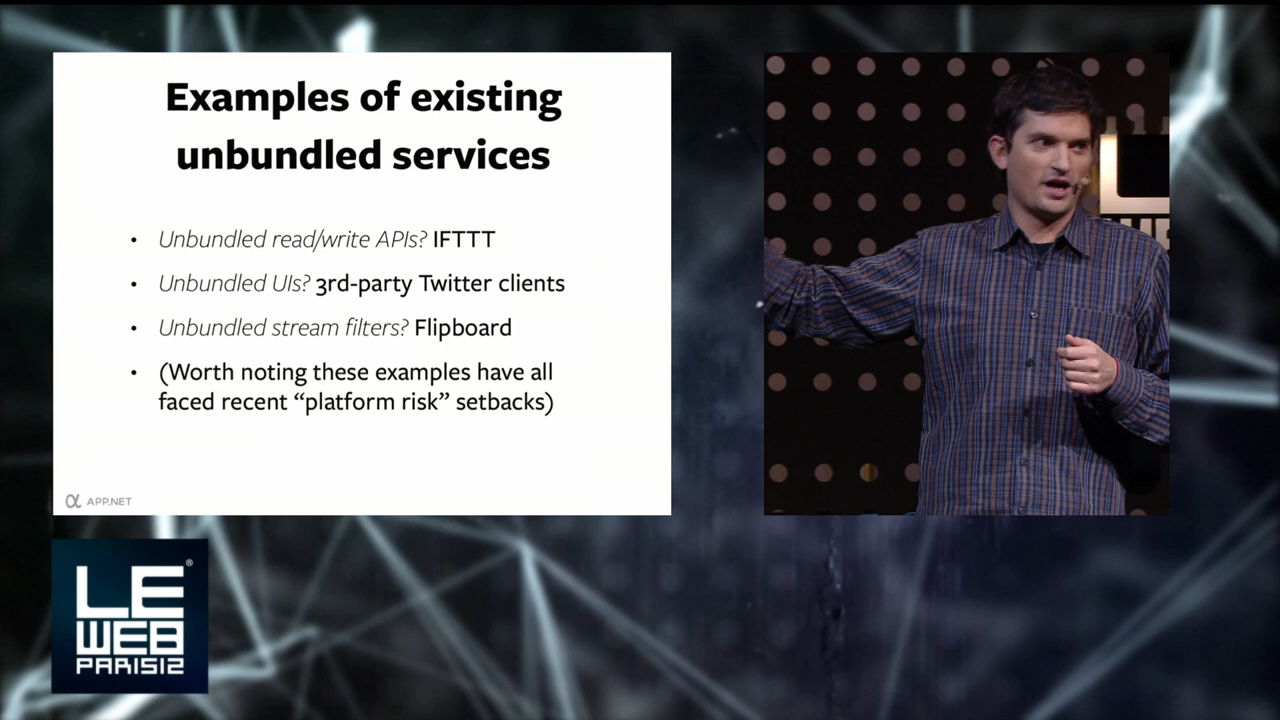 Examples of existing
unbundled services
• Unbundled read/write APIs? IFTTT
• Unbundled UIs? 3rd-party Twitter clients
• Unbundled stream filters? Flipboard
• (Worth noting these examples have all
faced recent “platform risk” setbacks)
α APP.NET
LE®
WEB
PARIS12